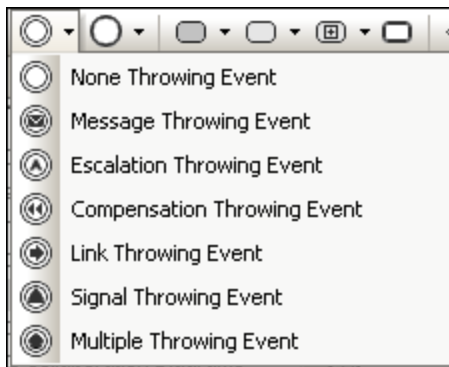 None Throwing Event
Message Throwing Event
Escalation Throwing Event
Compensation Throwing Event
Link Throwing Event
Signal Throwing Event
Multiple Throwing Event